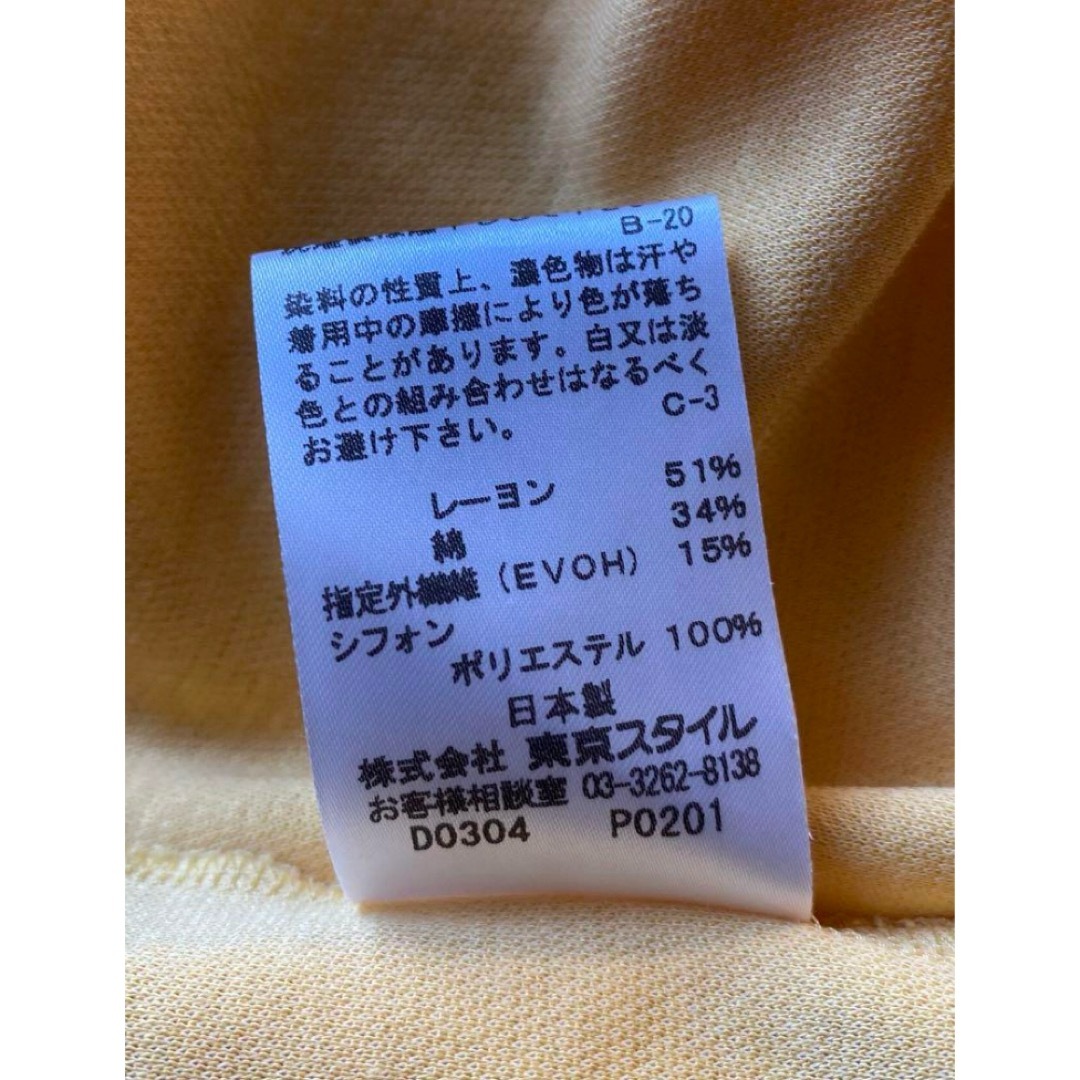 B-20
染料の性質上、濃色物は汗や
着用中の摩擦により色が落ち
ることがあります。白又は淡
色との組み合わせはなるべく
お避け下さい。 C-3
レーヨン 51%
綿 34%
指定外繊維(EVOH) 15%
シフォン
ポリエステル 100%
日本製
株式会社 東京スタイル
お客様相談室 03-3262-8138
D0304 P0201